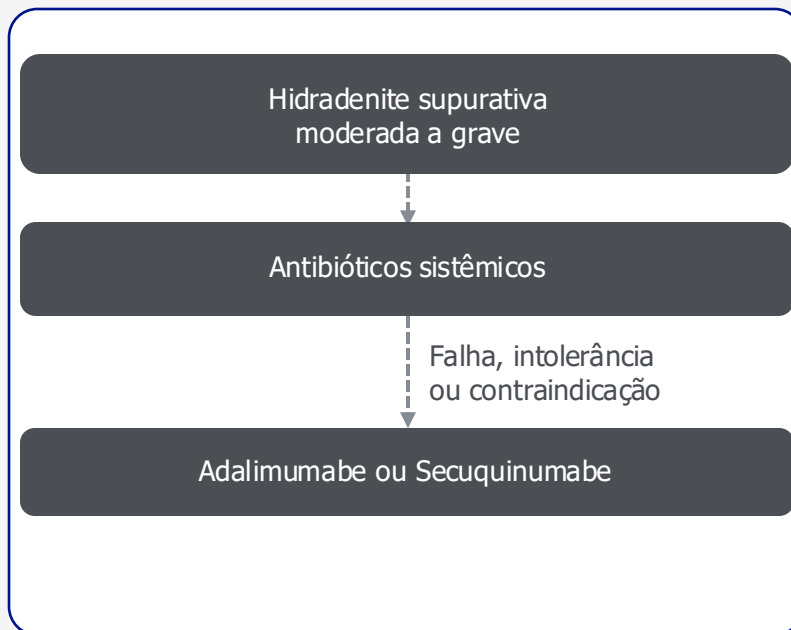 Hidradenite supurativa
moderada a grave
Antibióticos sistêmicos
Falha, intolerância
ou contraindicação
Adalimumabe ou Secuquinumabe